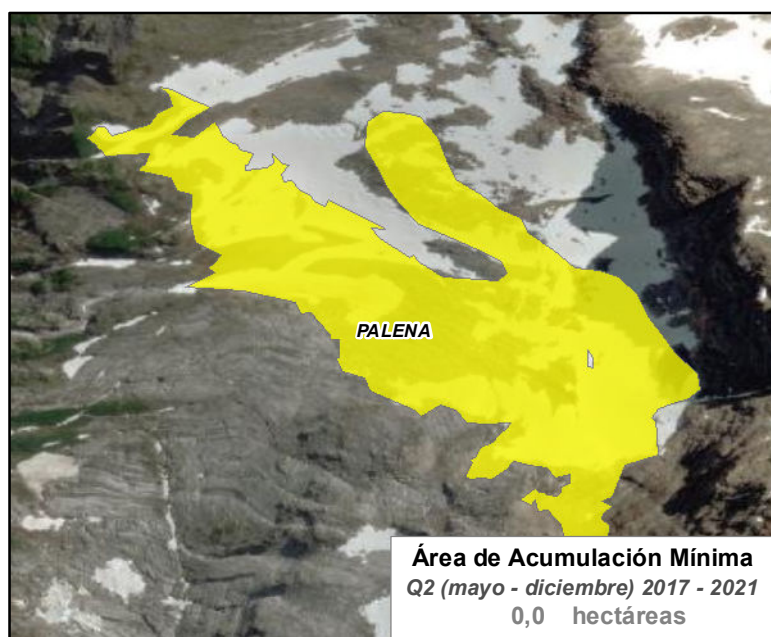 PALENA
Área de Acumulación Mínima
Q2 (mayo - diciembre) 2017 - 2021
0,0 hectáreas